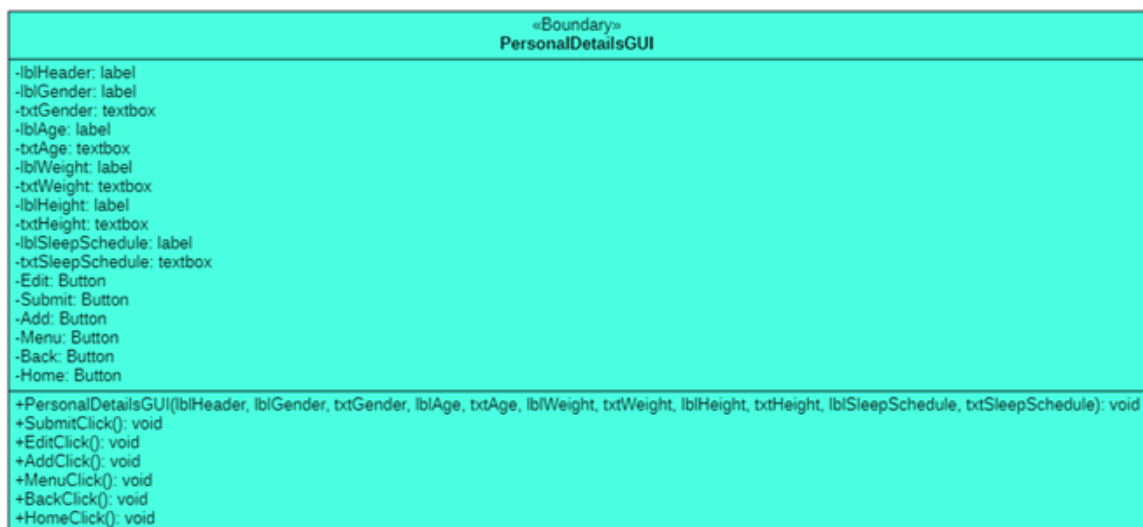 «Boundary»
PersonalDetailsGUI
-lblHeader: label
-lblGender: label
-txtGender: textbox
-lblAge: label
-txtAge: textbox
-lblWeight: label
-txtWeight: textbox
-lblHeight: label
-txtHeight: textbox
-lblSleepSchedule: label
-txtSleepSchedule: textbox
-Edit: Button
-Submit: Button
-Add: Button
-Menu: Button
-Back: Button
-Home: Button
+PersonalDetailsGUI(lblHeader, lblGender, txtGender, lblAge, txtAge, lblWeight, txtWeight, lblHeight, txtHeight, lblSleepSchedule, txtSleepSchedule): void
+SubmitClick(): void
+EditClick(): void
+AddClick(): void
+MenuClick(): void
+BackClick(): void
+HomeClick(): void